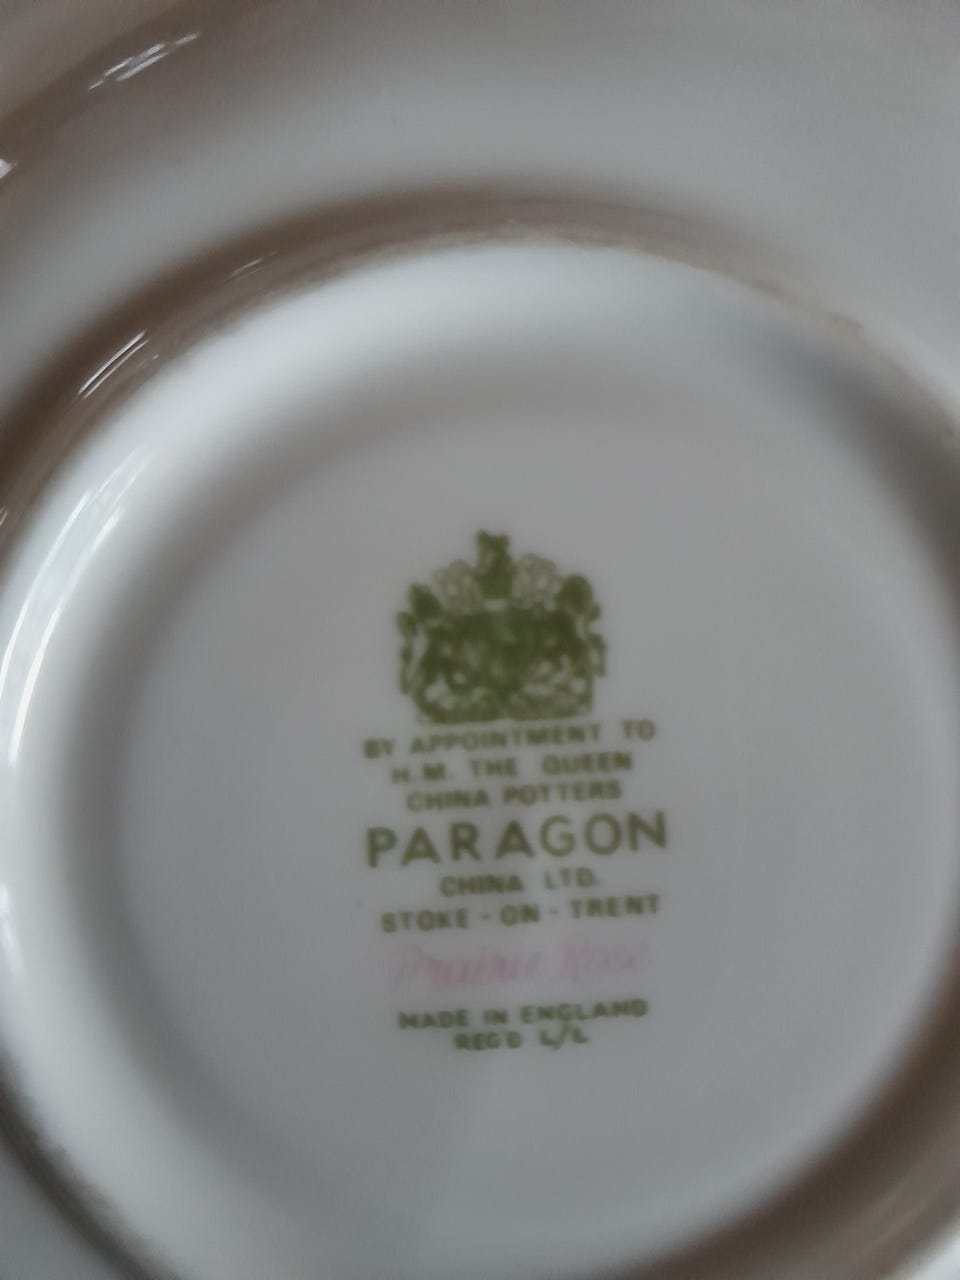 BY APPOINTMENT TO
H.M. THE QUEEN
CHINA POTTERS
PARAGON
CHINA LTD.
STOKE-ON-TRENT
Prairie Rose
MADE IN ENGLAND
REG'D L/L